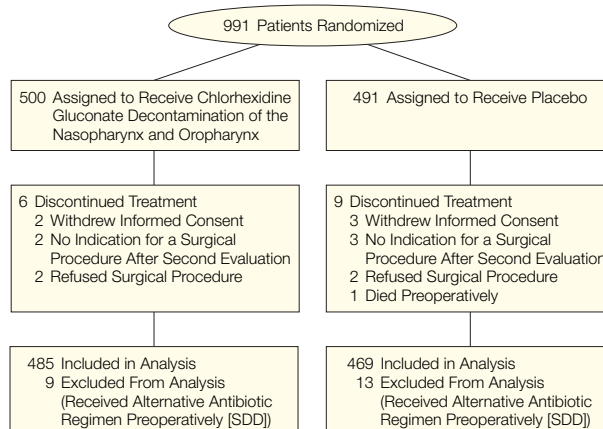 991 Patients Randomized
500 Assigned to Receive Chlorhexidine
Gluconate Decontamination of the
Nasopharynx and Oropharynx
491 Assigned to Receive Placebo
6 Discontinued Treatment
2 Withdrew Informed Consent
2 No Indication for a Surgical
Procedure After Second Evaluation
2 Refused Surgical Procedure
9 Discontinued Treatment
3 Withdrew Informed Consent
3 No Indication for a Surgical
Procedure After Second Evaluation
2 Refused Surgical Procedure
1 Died Preoperatively
485 Included in Analysis
9 Excluded From Analysis
(Received Alternative Antibiotic
Regimen Preoperatively [SDD])
469 Included in Analysis
13 Excluded From Analysis
(Received Alternative Antibiotic
Regimen Preoperatively [SDD])